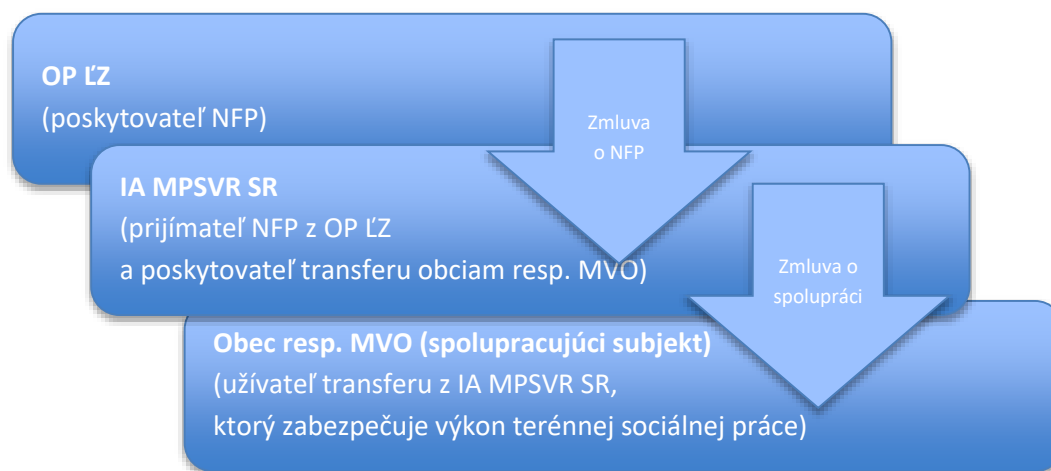 OP ĽZ
(poskytovateľ NFP)
Zmluva
o NFP
IA MPSVR SR
(prijímateľ NFP z OP ĽZ
a poskytovateľ transferu obciam resp. MVO)
Zmluva o
spolupráci
Obec resp. MVO (spolupracujúci subjekt)
(užívateľ transferu z IA MPSVR SR,
ktorý zabezpečuje výkon terénnej sociálnej práce)